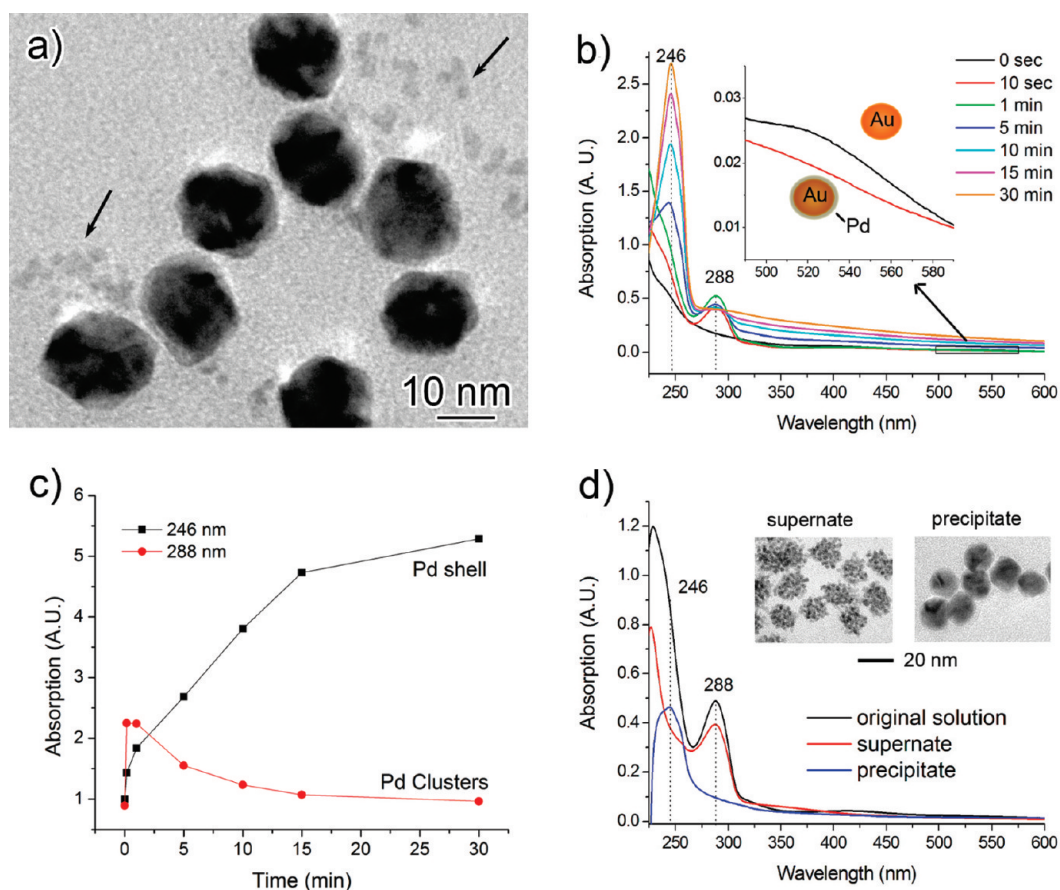 a)
10 nm
b)
246
288
Absorption (A. U.)
2.5
2.0
1.5
1.0
0.5
0.0
250 300 350 400 450 500 550 600
Wavelength (nm)
0.03
0.02
0.01
500 520 540 560 580
Au
Au
Pd
0 sec
10 sec
1 min
5 min
10 min
15 min
30 min
c)
Absorption (A.U.)
6
5
4
3
2
1
0 5 10 15 20 25 30
Time (min)
246 nm
288 nm
Pd shell
Pd Clusters
d)
Absorption (A.U.)
1.2
1.0
0.8
0.6
0.4
0.2
0.0
250 300 350 400 450 500 550 600
Wavelength (nm)
246
288
supernate precipitate
20 nm
original solution
supernate
precipitate